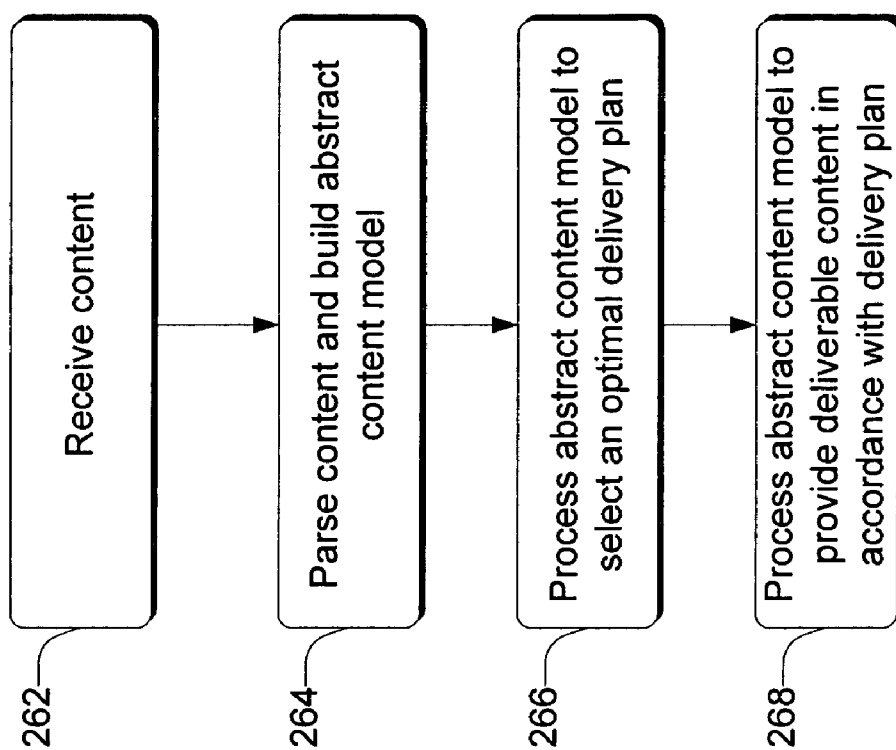 262
Receive content
264
Parse content and build abstract
content model
266
Process abstract content model to
select an optimal delivery plan
268
Process abstract content model to
provide deliverable content in
accordance with delivery plan